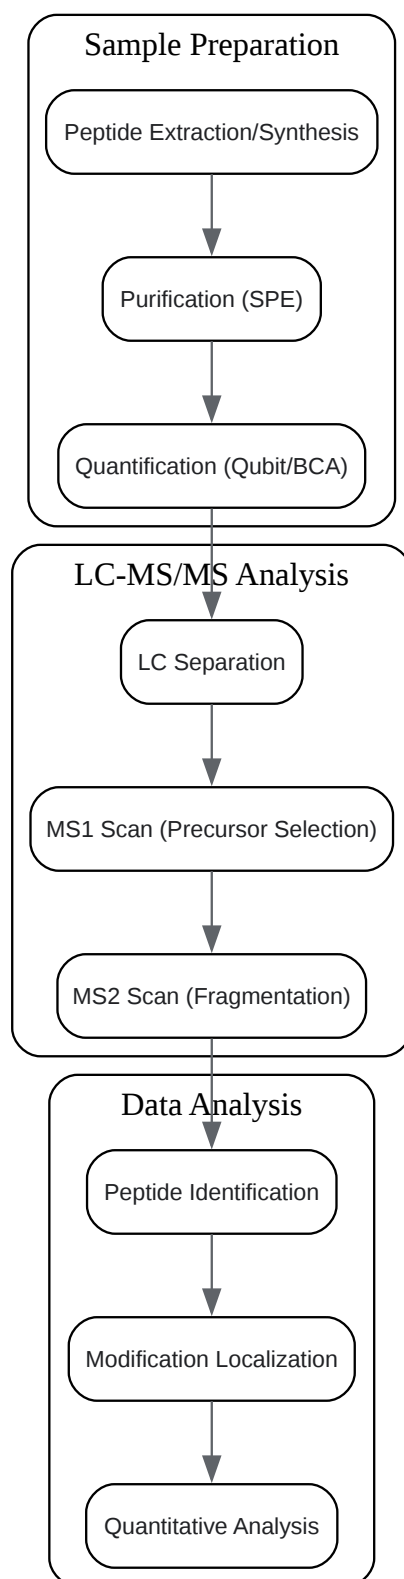 Sample Preparation
Peptide Extraction/Synthesis
Purification (SPE)
Quantification (Qubit/BCA)
LC-MS/MS Analysis
LC Separation
MS1 Scan (Precursor Selection)
MS2 Scan (Fragmentation)
Data Analysis
Peptide Identification
Modification Localization
Quantitative Analysis